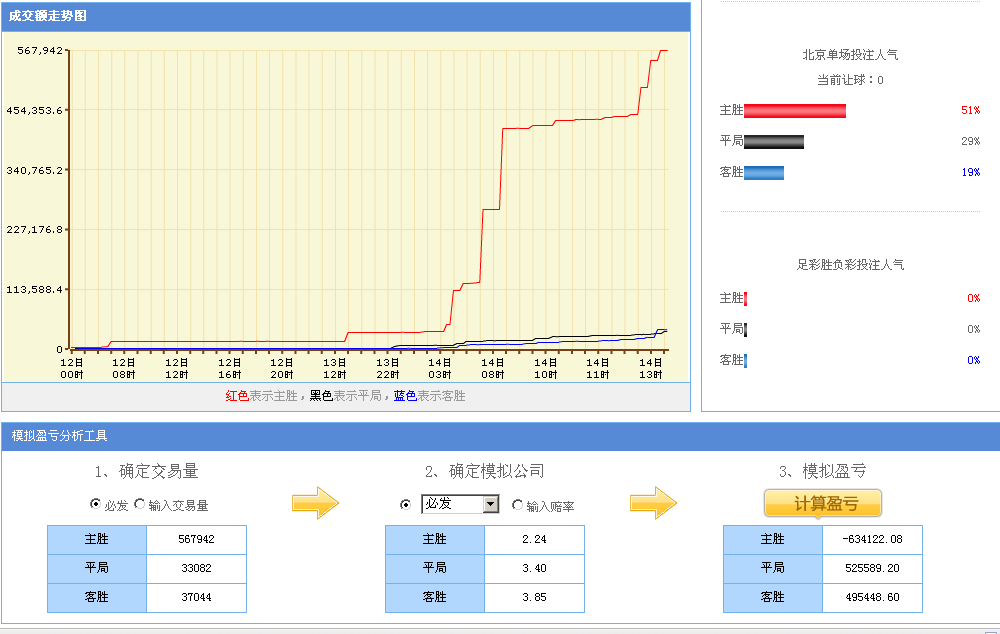 成交额走势图
567,942
454,353.6
340,765.2
227,176.8
113,588.4
0
12日 12日 12日 12日 12日 13日 13日 14日 14日 14日 14日 14日
00时 08时 12时 16时 20时 12时 22时 03时 08时 10时 11时 13时
红色表示主胜，黑色表示平局，蓝色表示客胜
北京单场投注人气
当前让球：0
主胜 51%
平局 29%
客胜 19%
足彩胜负彩投注人气
主胜 0%
平局 0%
客胜 0%
模拟盈亏分析工具
1、确定交易量
必发 输入交易量
主胜 567942
平局 33082
客胜 37044
2、确定模拟公司
必发 输入赔率
主胜 2.24
平局 3.40
客胜 3.85
3、模拟盈亏
计算盈亏
主胜 -634122.08
平局 525589.20
客胜 495448.60